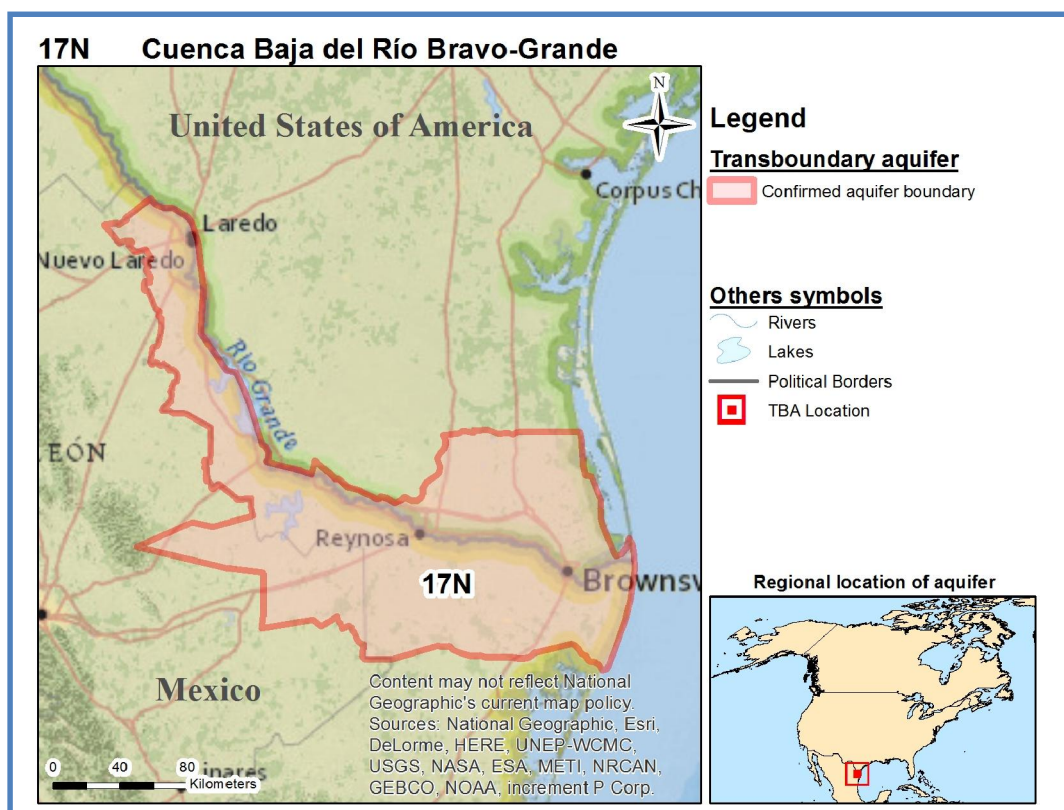 17N Cuenca Baja del Río Bravo-Grande
N
United States of America
Corpus Ch
Laredo
Nuevo Laredo
Río Grande
EÓN
Reynosa
17N
Brownsv
Mexico
Content may not reflect National
Geographic's current map policy.
Sources: National Geographic, Esri,
DeLorme, HERE, UNEP-WCMC,
USGS, NASA, ESA, METI, NRCAN,
GEBCO, NOAA, increment P Corp.
0 40 80
Kilometers
inares
Legend
Transboundary aquifer
Confirmed aquifer boundary
Others symbols
Rivers
Lakes
Political Borders
TBA Location
Regional location of aquifer